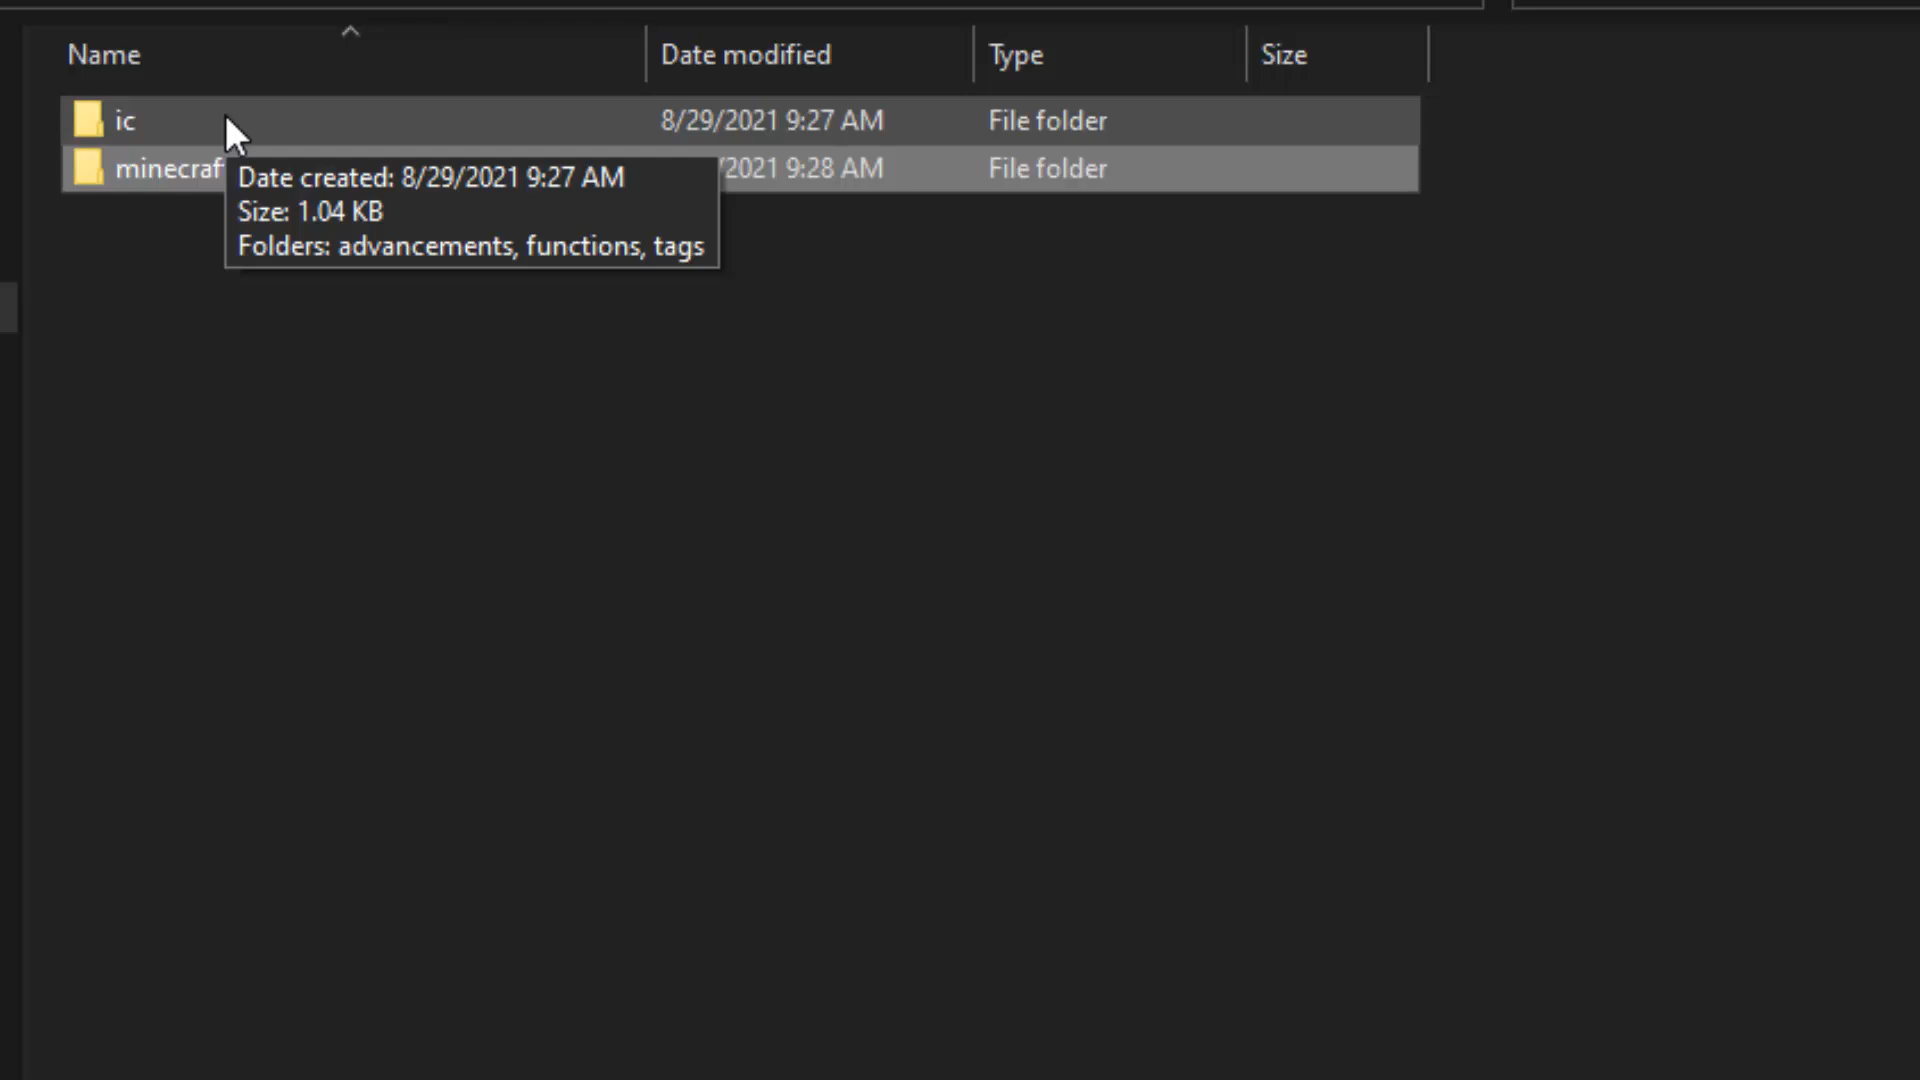 Name Date modified Type Size
ic 8/29/2021 9:27 AM File folder
minecraf /2021 9:28 AM File folder
Date created: 8/29/2021 9:27 AM
Size: 1.04 KB
Folders: advancements, functions, tags